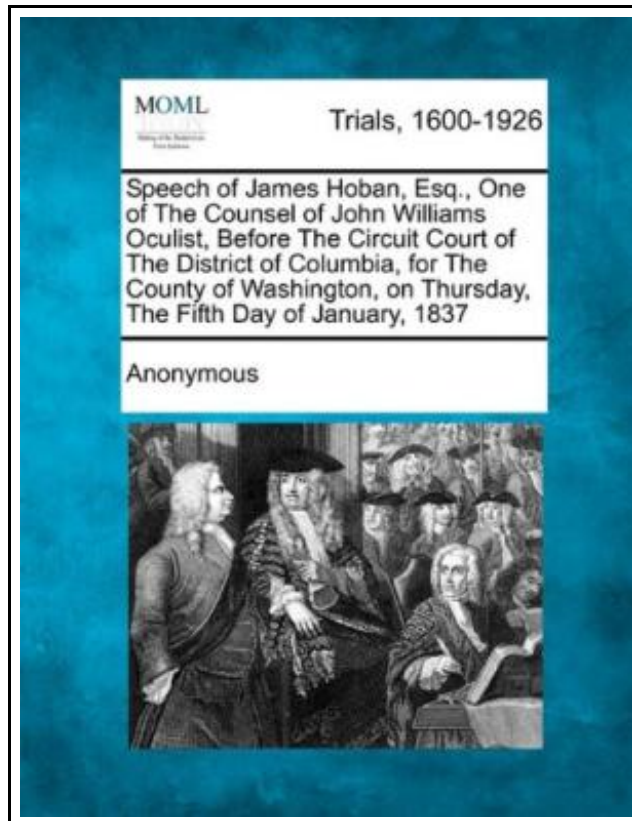 MOML
Trials, 1600-1926
Speech of James Hoban, Esq., One
of The Counsel of John Williams
Oculist, Before The Circuit Court of
The District of Columbia, for The
County of Washington, on Thursday,
The Fifth Day of January, 1837
Anonymous